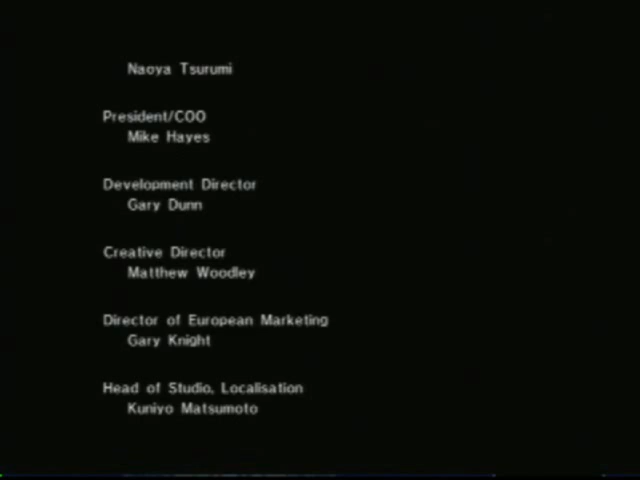 Naoya Tsurumi
President/COO
Mike Hayes
Development Director
Gary Dunn
Creative Director
Matthew Woodley
Director of European Marketing
Gary Knight
Head of Studio, Localisation
Kuniyo Matsumoto